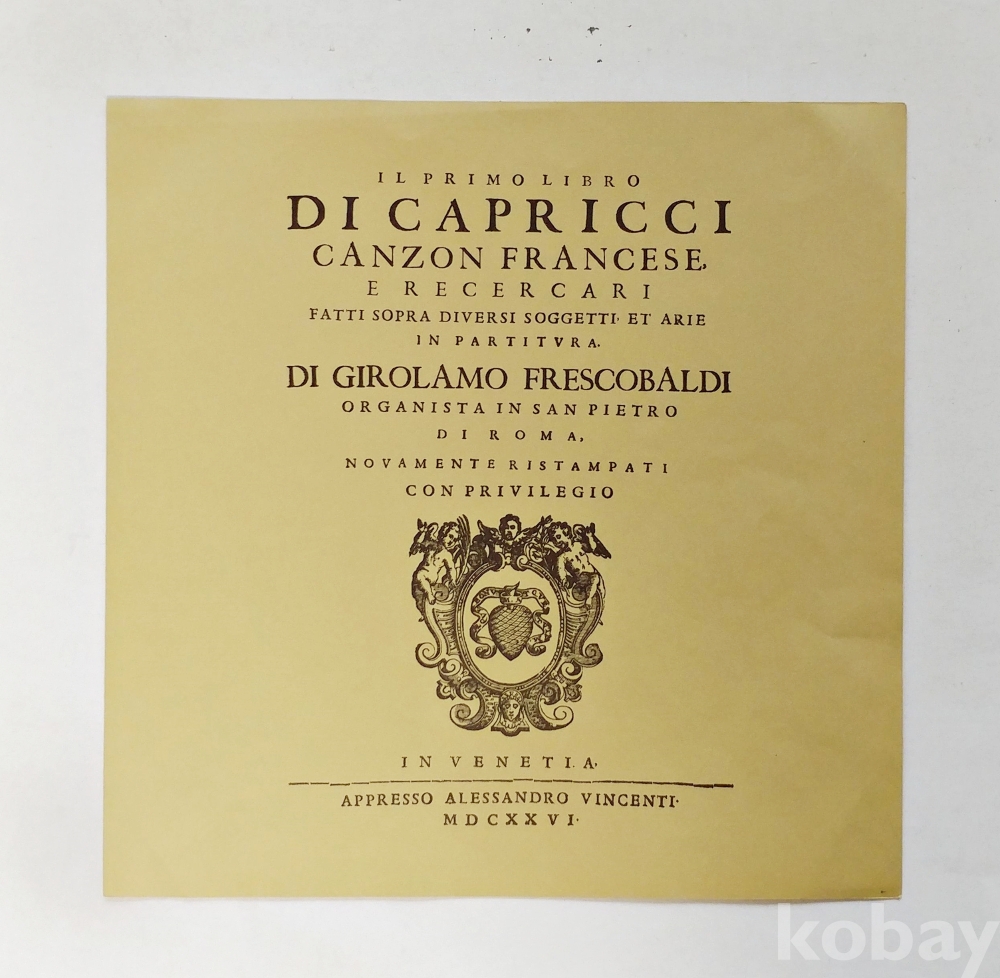 IL PRIMO LIBRO
DI CAPRICCI
CANZON FRANCESE,
E RECERCARI
FATTI SOPRA DIVERSI SOGGETTI, ET ARIE
IN PARTITVRA.
DI GIROLAMO FRESCOBALDI
ORGANISTA IN SAN PIETRO
DI ROMA,
NOVAMENTE RISTAMPATI
CON PRIVILEGIO
IN VENETIA,
APPRESSO ALESSANDRO VINCENTI.
MDCXXVI.
kobay